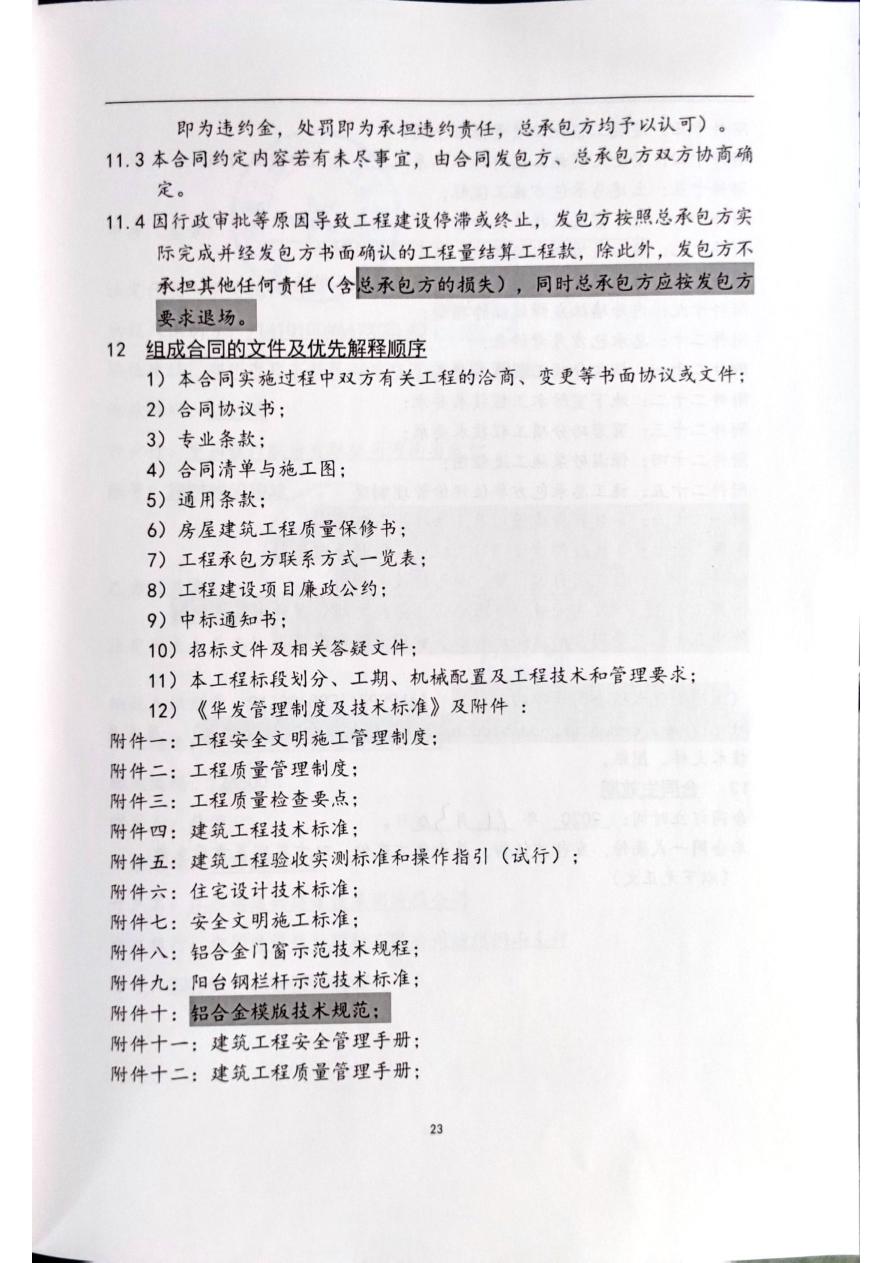 即为违约金，处罚即为承担违约责任，总承包方均予以认可）。
11.3 本合同约定内容若有未尽事宜，由合同发包方、总承包方双方协商确
定。
11.4 因行政审批等原因导致工程建设停滞或终止，发包方按照总承包方实
际完成并经发包方书面确认的工程量结算工程款，除此外，发包方不
承担其他任何责任（含总承包方的损失），同时总承包方应按发包方
要求退场。
12 组成合同的文件及优先解释顺序
1）本合同实施过程中双方有关工程的洽商、变更等书面协议或文件；
2）合同协议书；
3）专业条款；
4）合同清单与施工图；
5）通用条款；
6）房屋建筑工程质量保修书；
7）工程承包方联系方式一览表；
8）工程建设项目廉政公约；
9）中标通知书；
10）招标文件及相关答疑文件；
11）本工程标段划分、工期、机械配置及工程技术和管理要求；
12）《华发管理制度及技术标准》及附件：
附件一：工程安全文明施工管理制度；
附件二：工程质量管理制度；
附件三：工程质量检查要点；
附件四：建筑工程技术标准；
附件五：建筑工程验收实测标准和操作指引（试行）；
附件六：住宅设计技术标准；
附件七：安全文明施工标准；
附件八：铝合金门窗示范技术规程；
附件九：阳台钢栏杆示范技术标准；
附件十：铝合金模版技术规范；
附件十一：建筑工程安全管理手册；
附件十二：建筑工程质量管理手册；
23